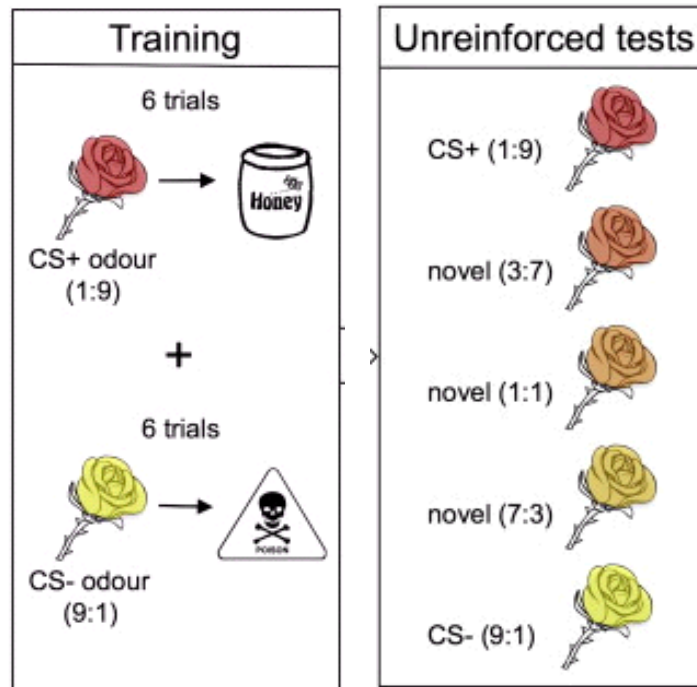 Training
6 trials
Honey
CS+ odour
(1:9)
+
6 trials
POISON
CS- odour
(9:1)
Unreinforced tests
CS+ (1:9)
novel (3:7)
novel (1:1)
novel (7:3)
CS- (9:1)